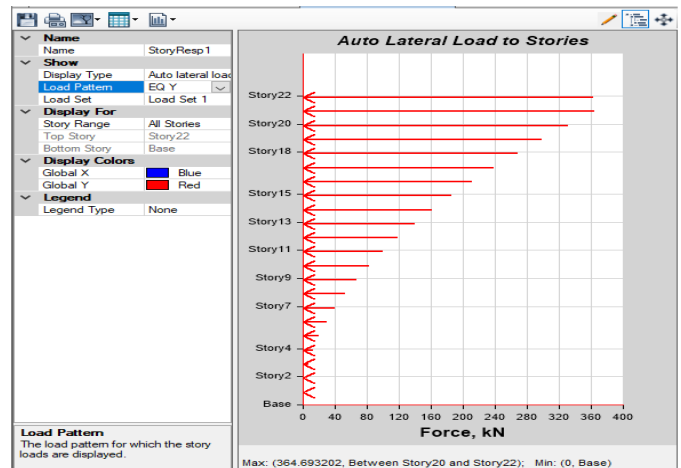 Name
Name StoryResp1
Show
Display Type Auto lateral load
Load Pattern EQ Y
Load Set Load Set 1
Display For
Story Range All Stories
Top Story Story22
Bottom Story Base
Display Colors
Global X Blue
Global Y Red
Legend
Legend Type None
Load Pattern
The load pattern for which the story
loads are displayed.
Auto Lateral Load to Stories
Story22
Story20
Story18
Story15
Story13
Story11
Story9
Story7
Story4
Story2
Base
0 40 80 120 160 200 240 280 320 360 400
Force, kN
Max: (364.693202, Between Story20 and Story22); Min: (0, Base)